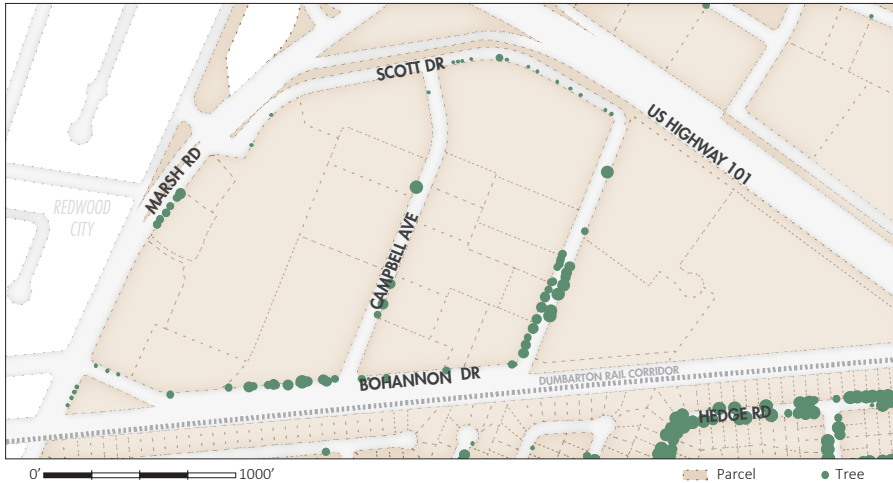 SCOTT DR
US HIGHWAY 101
MARSH RD
REDWOOD
CITY
CAMPBELL AVE
BOHANNON DR
DUMBARTON RAIL CORRIDOR
HEDGE RD
0' 1000' Parcel Tree